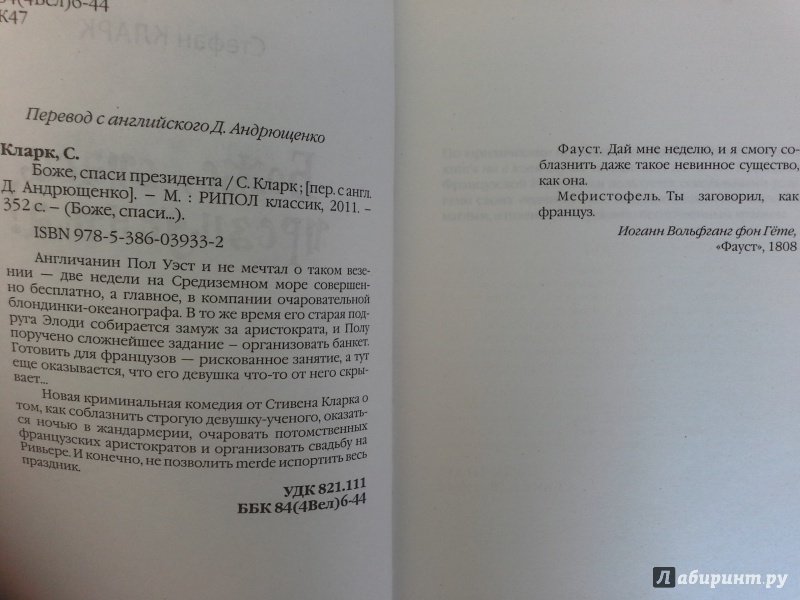 84(4Вел)6-44
К47
Стефан КЛАРК
Перевод с английского Д. Андрющенко
Кларк, С.
Боже, спаси президента / С. Кларк ; [пер. с англ.
Д. Андрющенко]. – М. : РИПОЛ классик, 2011. –
352 с. – (Боже, спаси...).
ISBN 978-5-386-03933-2
Англичанин Пол Уэст и не мечтал о таком везе-
нии — две недели на Средиземном море совершен-
но бесплатно, а главное, в компании очаровательной
блондинки-океанографа. В то же время его старая под-
руга Элоди собирается замуж за аристократа, и Полу
поручено сложнейшее задание – организовать банкет.
Готовить для французов — рискованное занятие, а тут
еще оказывается, что его девушка что-то от него скры-
вает...
Новая криминальная комедия от Стивена Кларка о
том, как соблазнить строгую девушку-ученого, оказать-
ся ночью в жандармерии, очаровать потомственных
французских аристократов и организовать свадьбу на
Ривьере. И конечно, не позволить merde испортить весь
праздник.
УДК 821.111
ББК 84(4Вел)6-44
Фауст. Дай мне неделю, и я смогу со-
блазнить даже такое невинное существо,
как она.
Мефистофель. Ты заговорил, как
француз.
Иоганн Вольфганг фон Гёте,
«Фауст», 1808
Лабиринт.ру